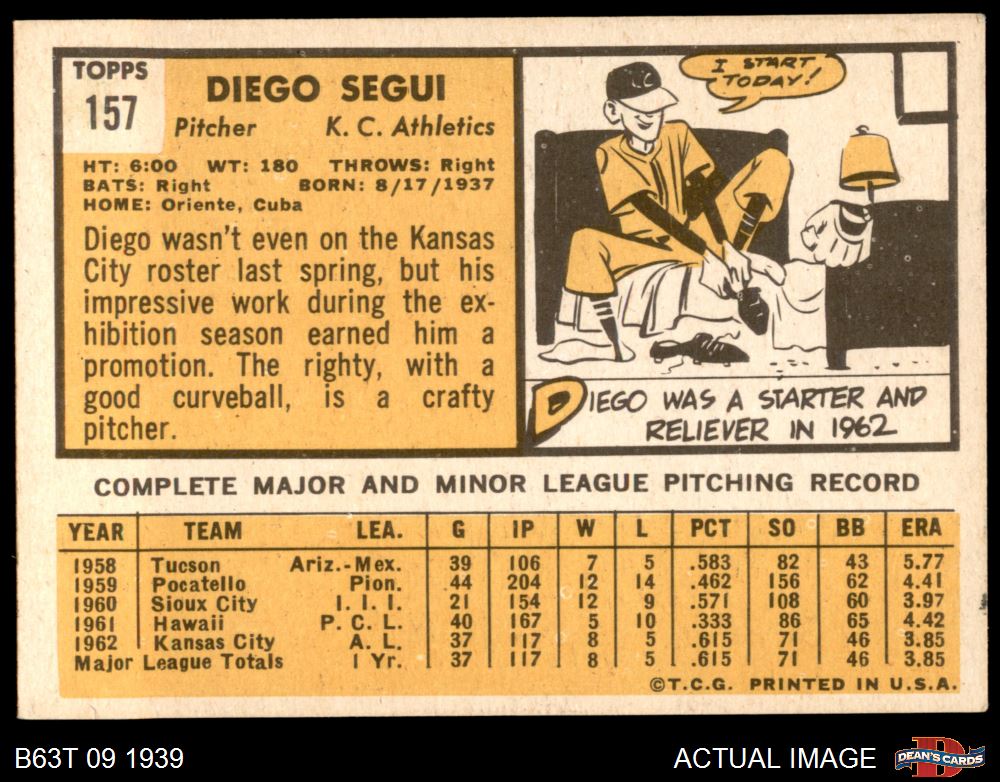 TOPPS
157
DIEGO SEGUI
Pitcher K. C. Athletics
HT: 6:00 WT: 180 THROWS: Right
BATS: Right BORN: 8/17/1937
HOME: Oriente, Cuba
Diego wasn't even on the Kansas
City roster last spring, but his
impressive work during the ex-
hibition season earned him a
promotion. The righty, with a
good curveball, is a crafty
pitcher.
I START
TODAY!
KC
DIEGO WAS A STARTER AND
RELIEVER IN 1962
COMPLETE MAJOR AND MINOR LEAGUE PITCHING RECORD
YEAR TEAM LEA. G IP W L PCT SO BB ERA
1958 Tucson Ariz.-Mex. 39 106 7 5 .583 82 43 5.77
1959 Pocatello Pion. 44 204 12 14 .462 156 62 4.41
1960 Sioux City I. I. I. 21 154 12 9 .571 108 60 3.97
1961 Hawaii P. C. L. 40 167 5 10 .333 86 65 4.42
1962 Kansas City A. L. 37 117 8 5 .615 71 46 3.85
Major League Totals 1 Yr. 37 117 8 5 .615 71 46 3.85
©T.C.G. PRINTED IN U.S.A.
B63T 09 1939 ACTUAL IMAGE DEAN'S CARDS